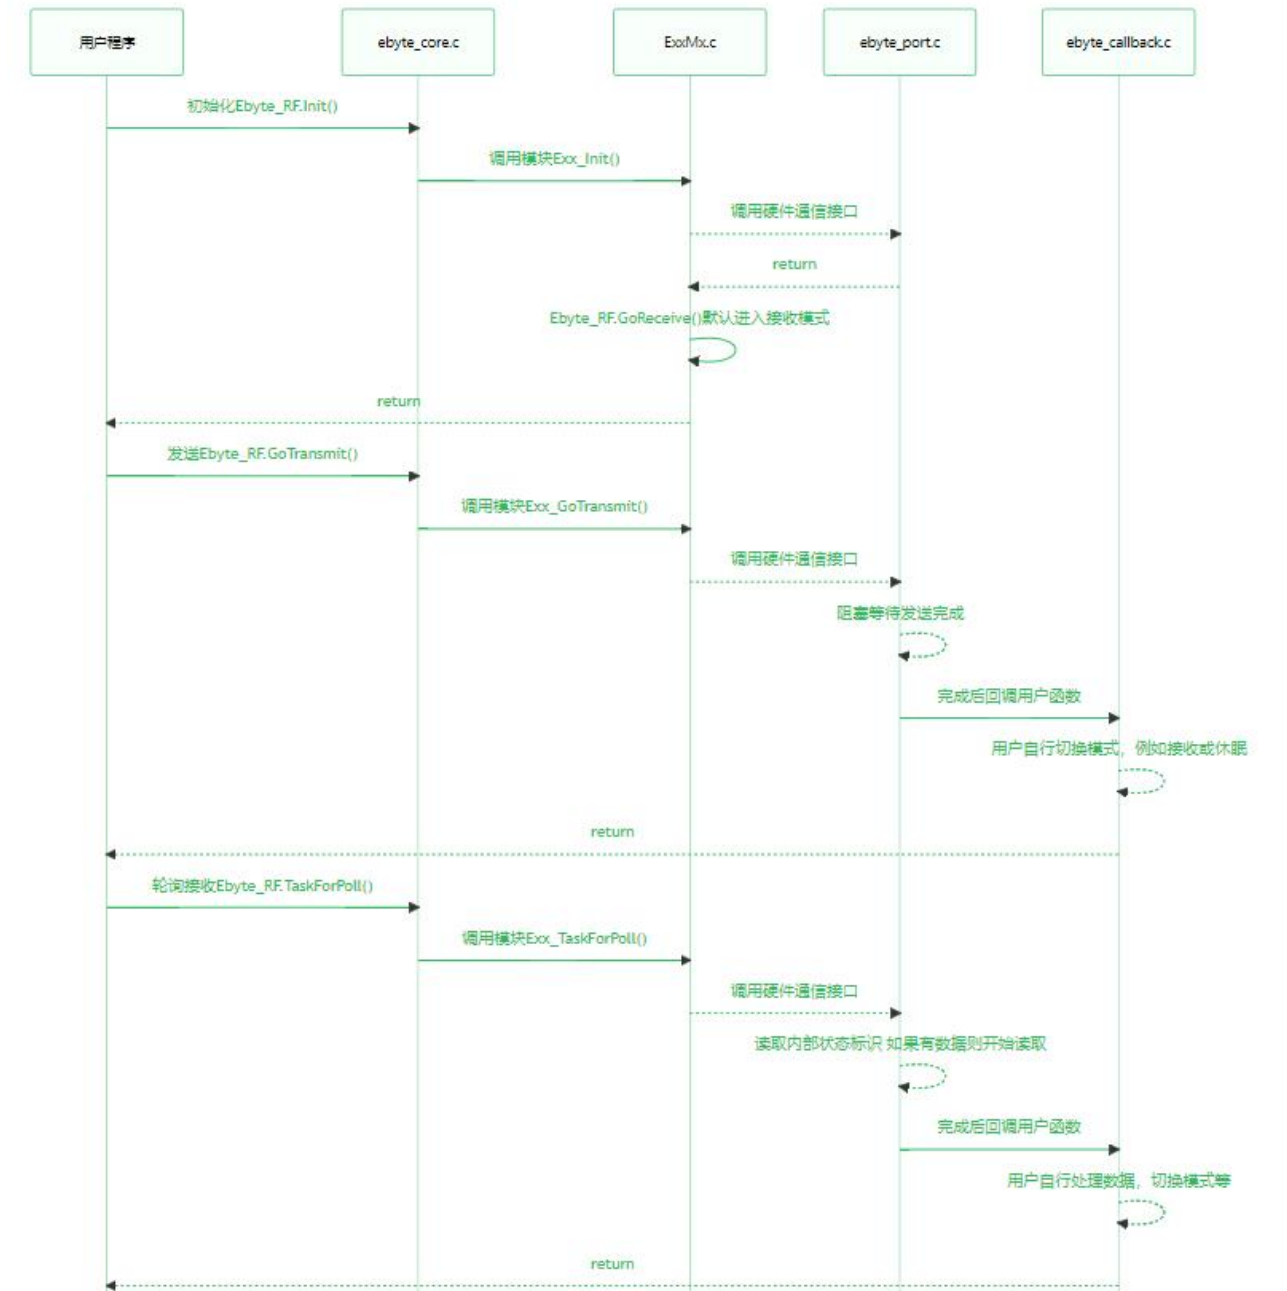 用户程序
ebyte_core.c
ExxMx.c
ebyte_port.c
ebyte_callback.c
初始化Ebyte_RF.Init()
调用模块Exx_Init()
调用硬件通信接口
return
Ebyte_RF.GoReceive()默认进入接收模式
return
发送Ebyte_RF.GoTransmit()
调用模块Exx_GoTransmit()
调用硬件通信接口
阻塞等待发送完成
完成后回调用户函数
用户自行切换模式，例如接收或休眠
return
轮询接收Ebyte_RF.TaskForPoll()
调用模块Exx_TaskForPoll()
调用硬件通信接口
读取内部状态标识 如果有数据则开始读取
完成后回调用户函数
用户自行处理数据，切换模式等
return